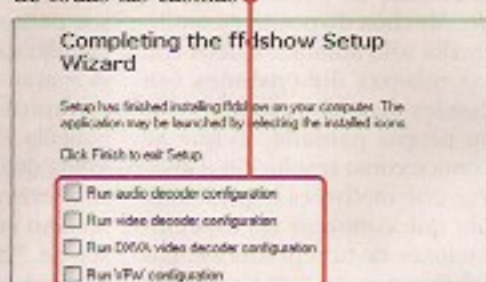 Completing the ffdshow Setup
Wizard
Setup has finished installing ffdshow on your computer. The
application may be launched by selecting the installed icons.
Click Finish to exit Setup.
Run audio decoder configuration
Run video decoder configuration
Run DXVA video decoder configuration
Run VFW configuration